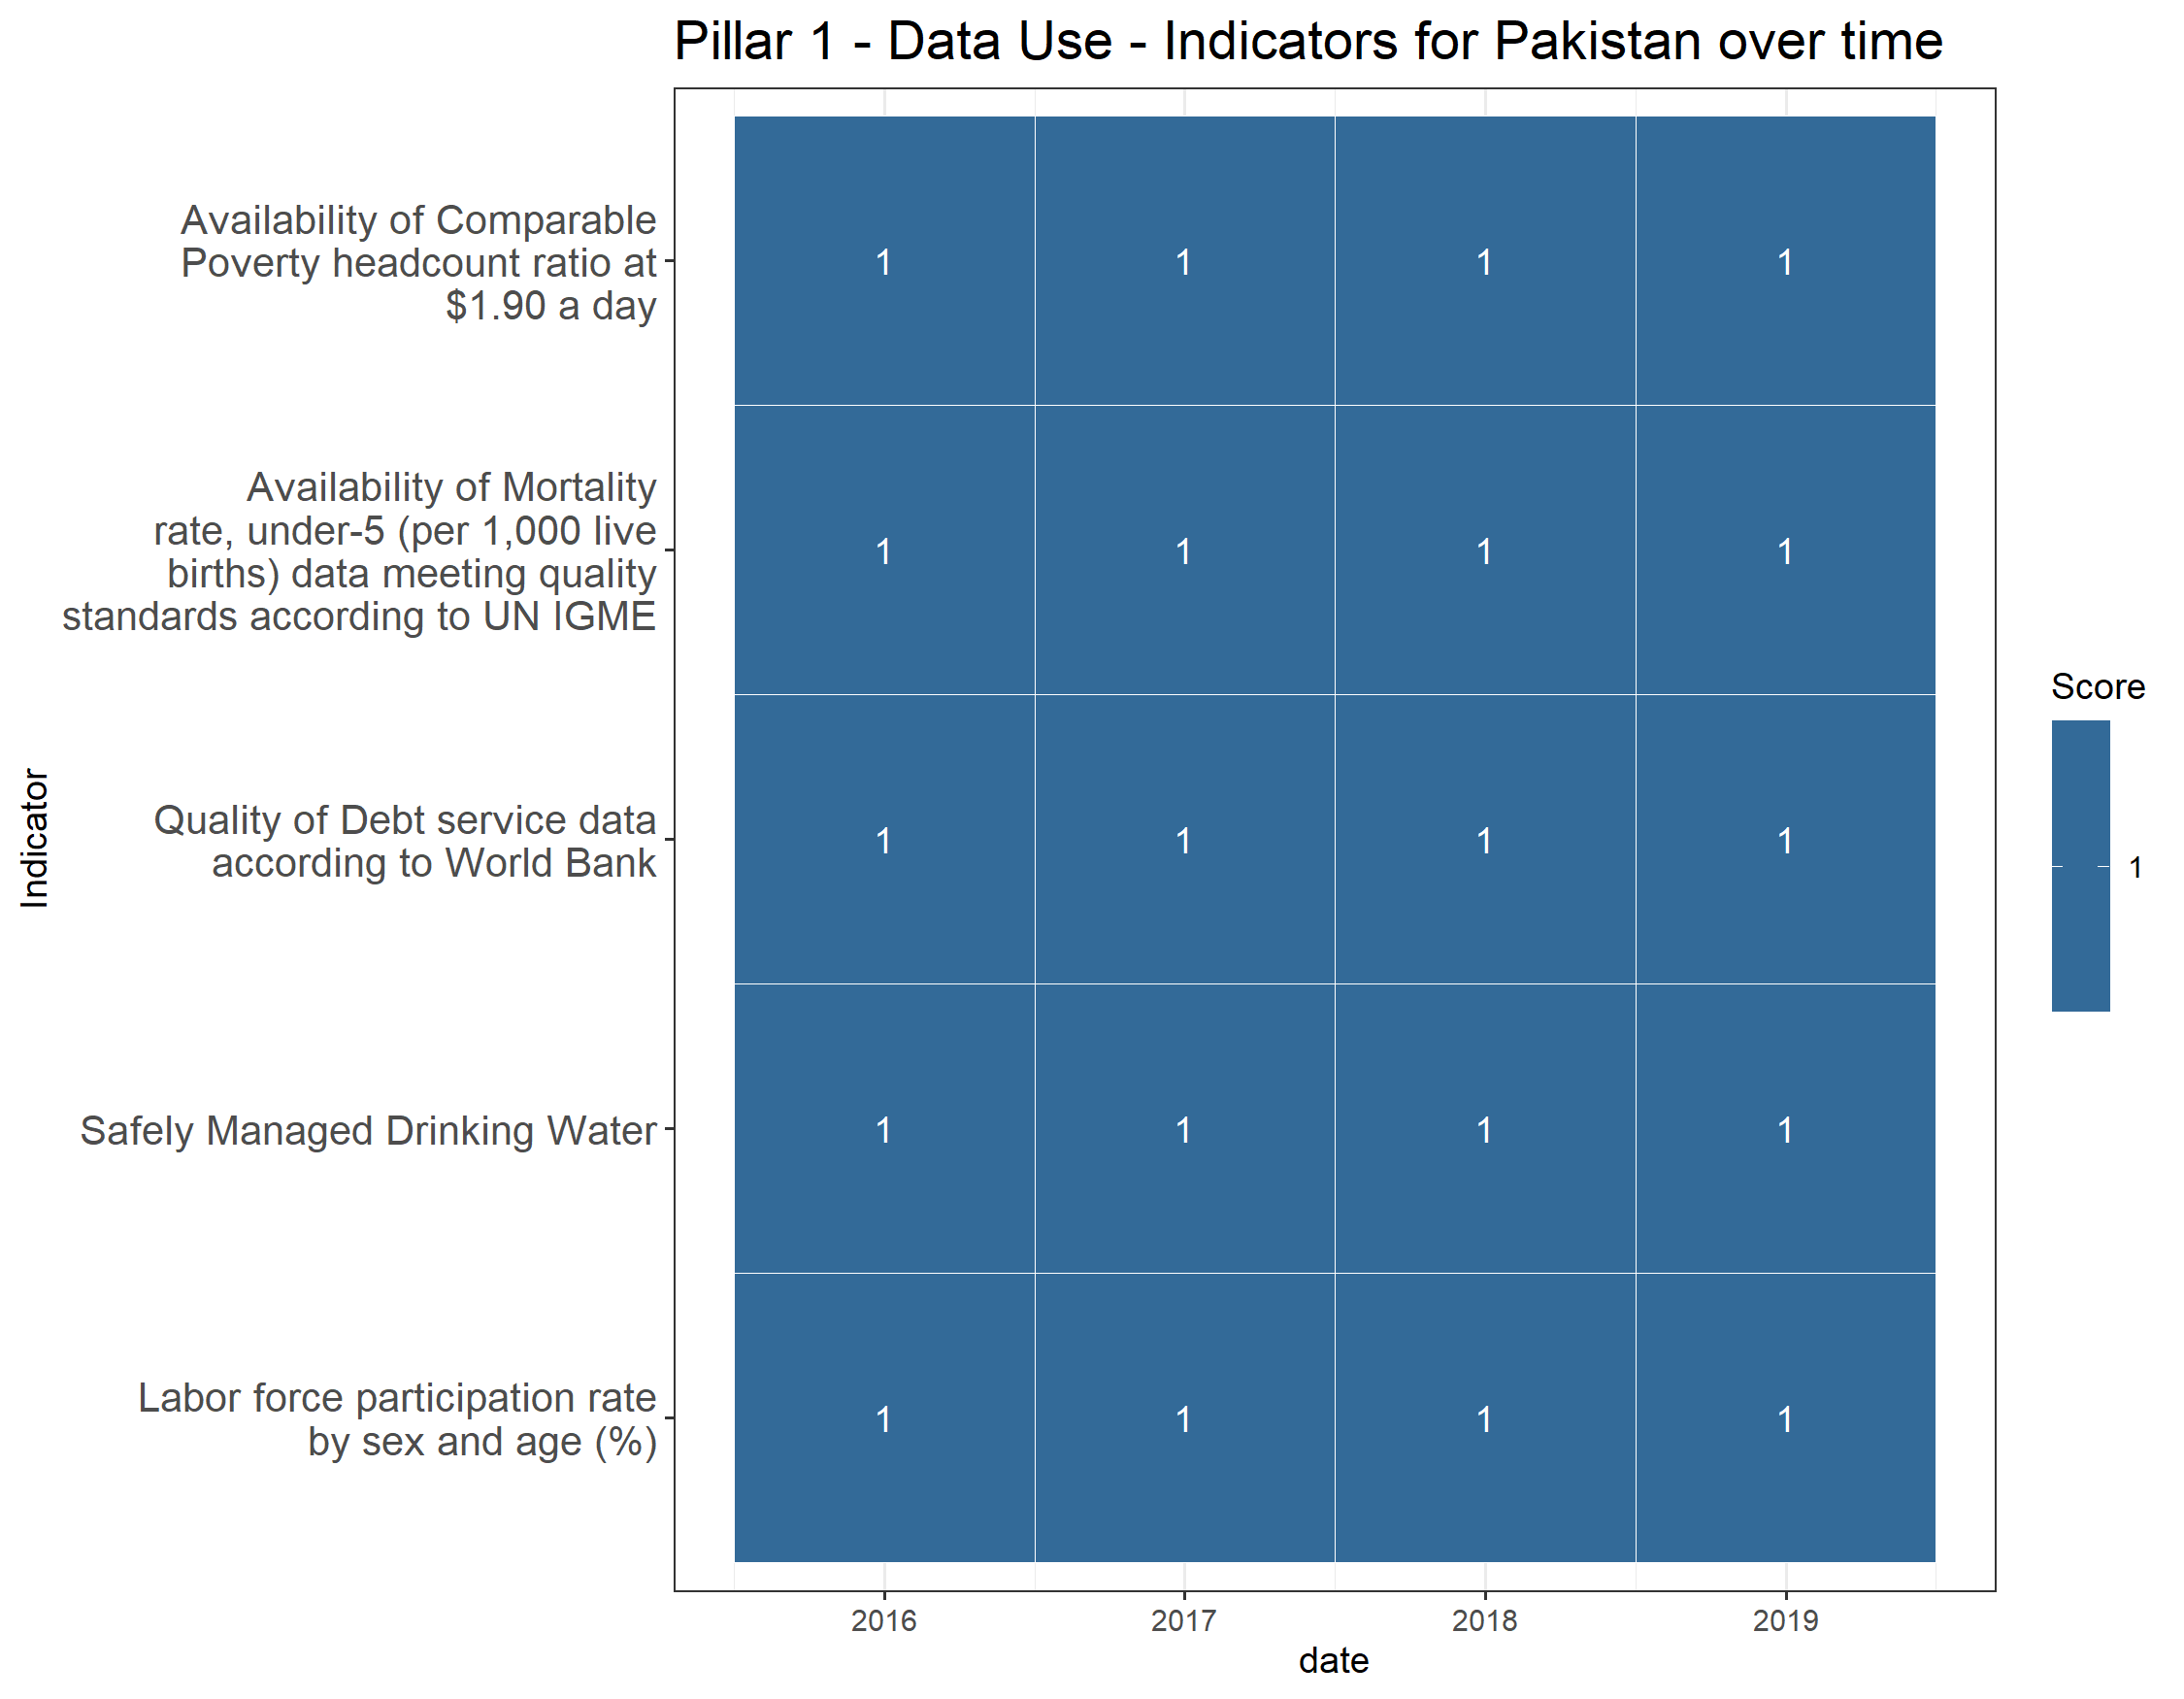 Pillar 1 - Data Use - Indicators for Pakistan over time
Indicator
Availability of Comparable
Poverty headcount ratio at
$1.90 a day
1 1 1 1
Availability of Mortality
rate, under-5 (per 1,000 live
births) data meeting quality
standards according to UN IGME
1 1 1 1
Quality of Debt service data
according to World Bank
1 1 1 1
Safely Managed Drinking Water
1 1 1 1
Labor force participation rate
by sex and age (%)
1 1 1 1
2016 2017 2018 2019
date
Score
1